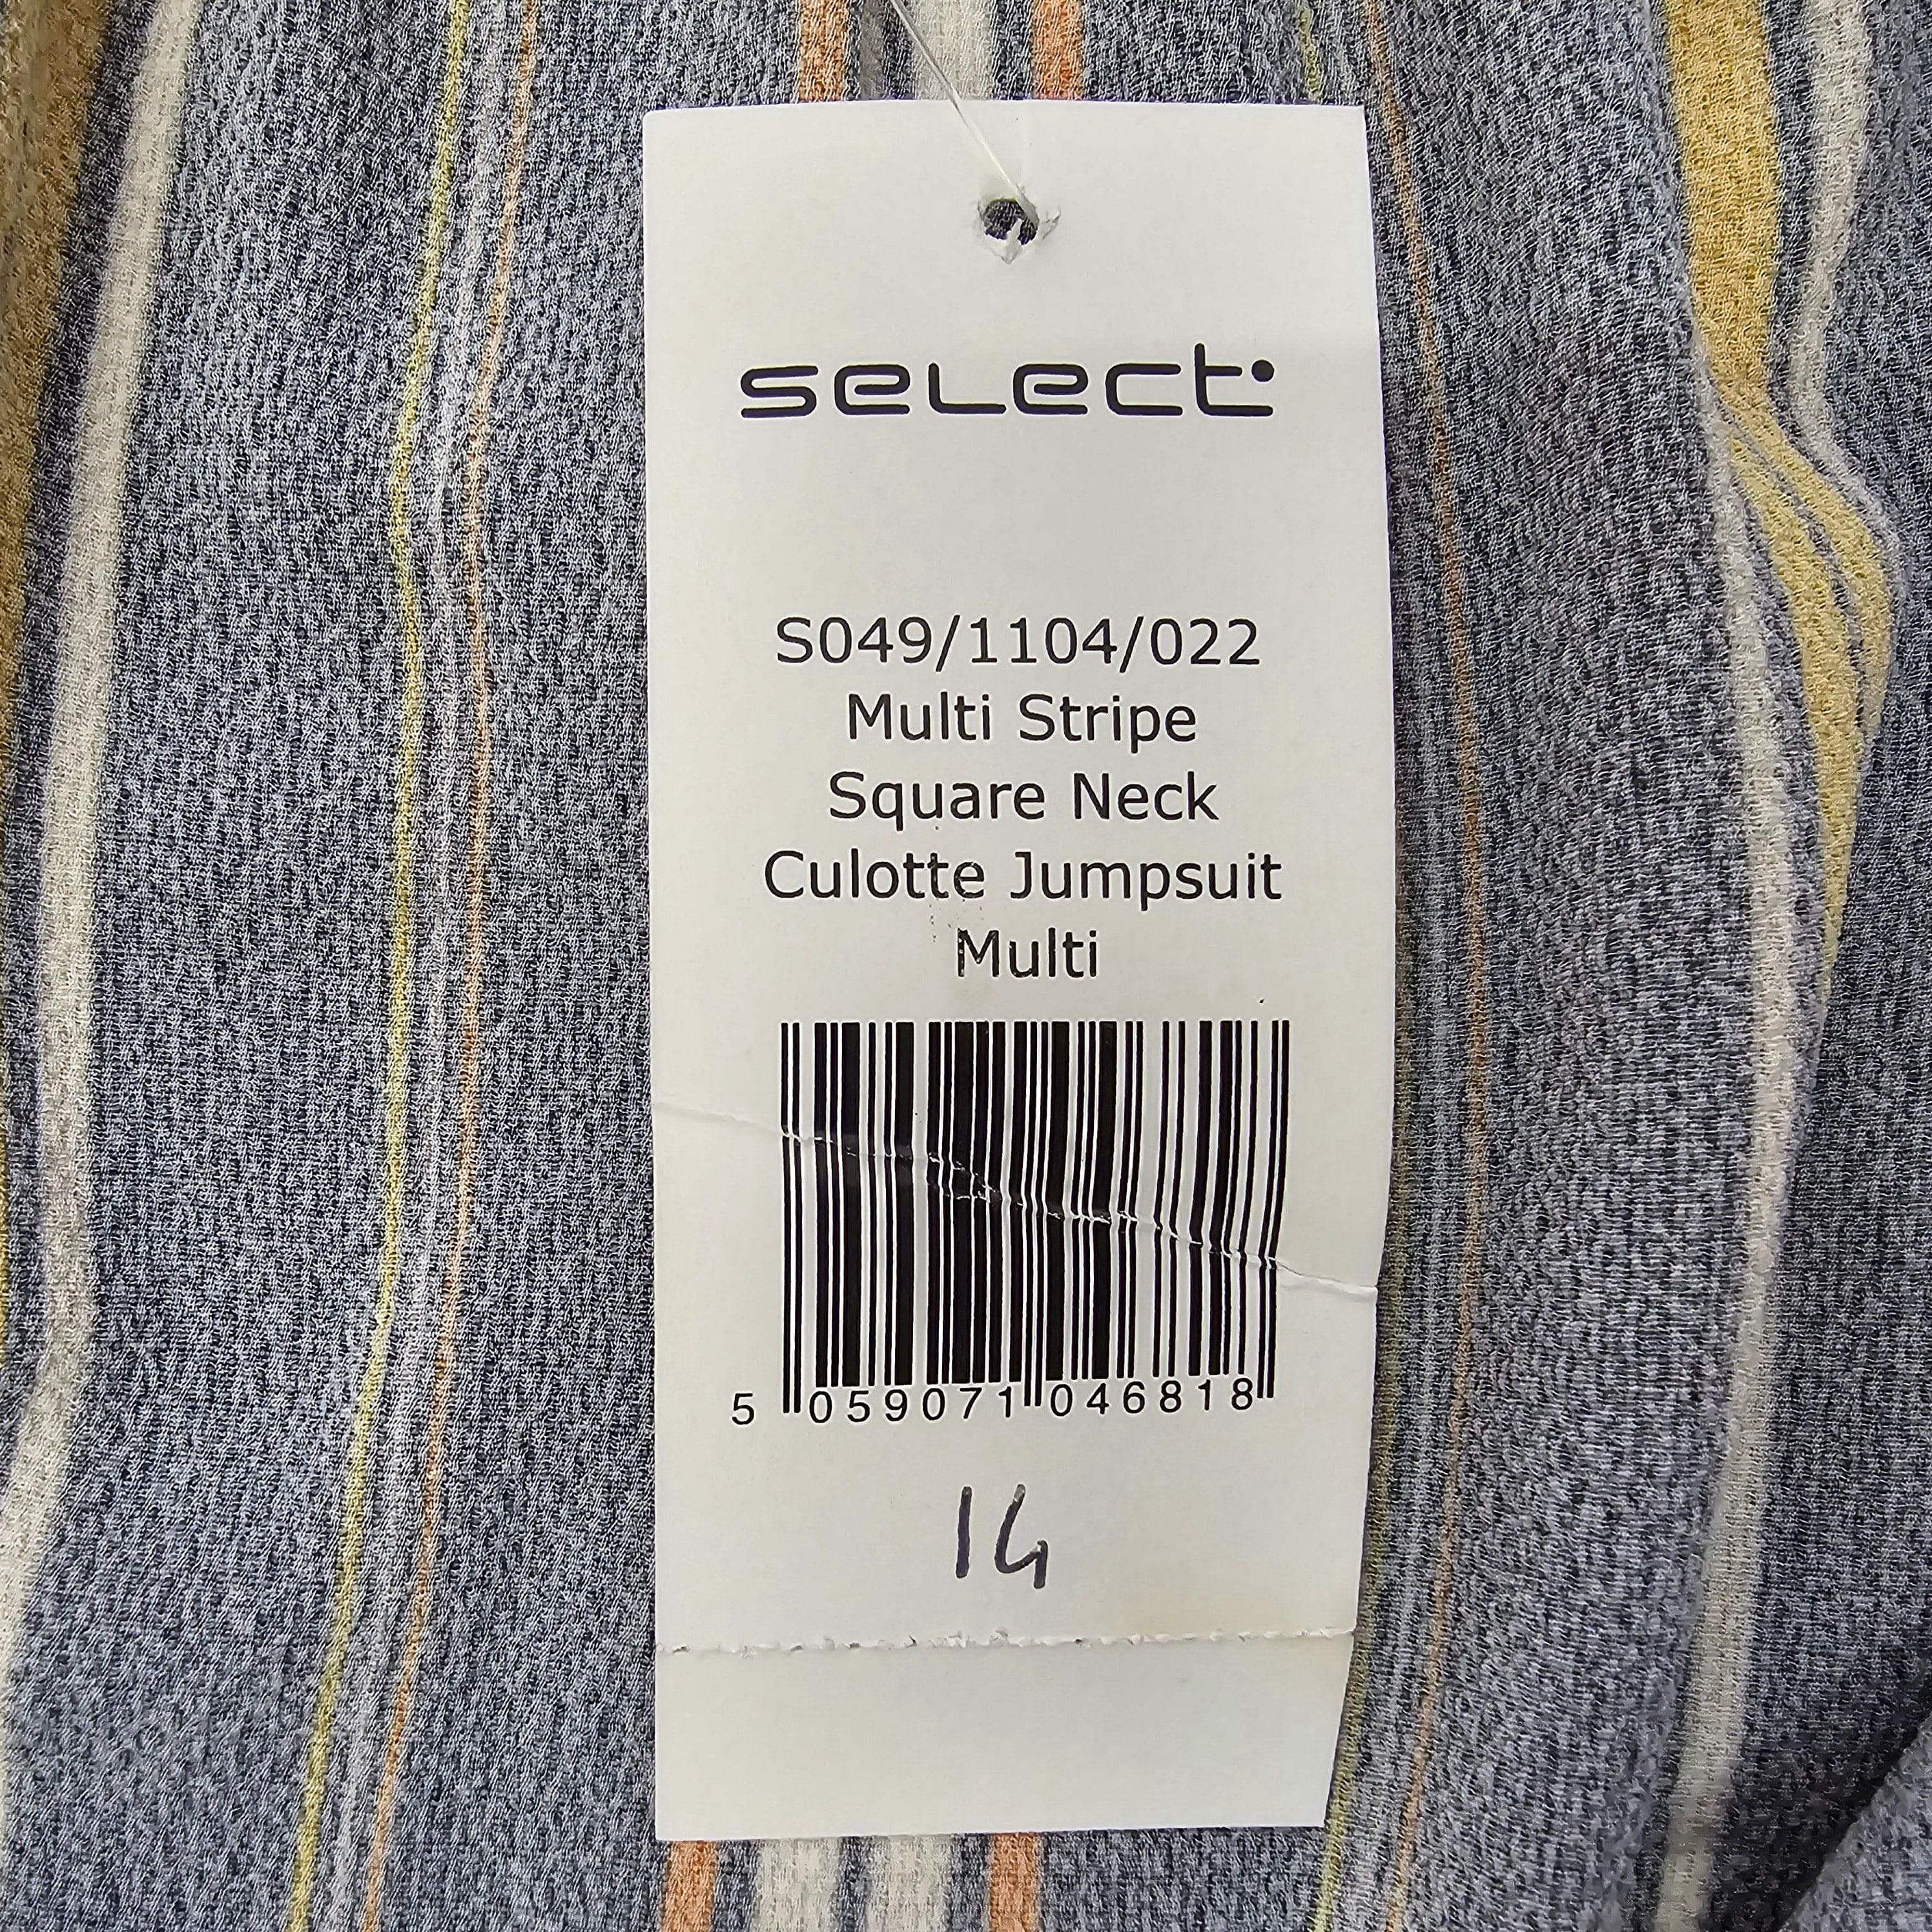 select
S049/1104/022
Multi Stripe
Square Neck
Culotte Jumpsuit
Multi
5 059071 046818
14